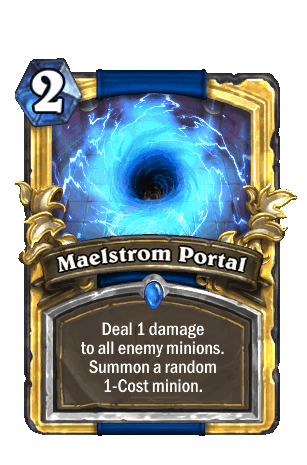 2
Maelstrom Portal
Deal 1 damage
to all enemy minions.
Summon a random
1-Cost minion.